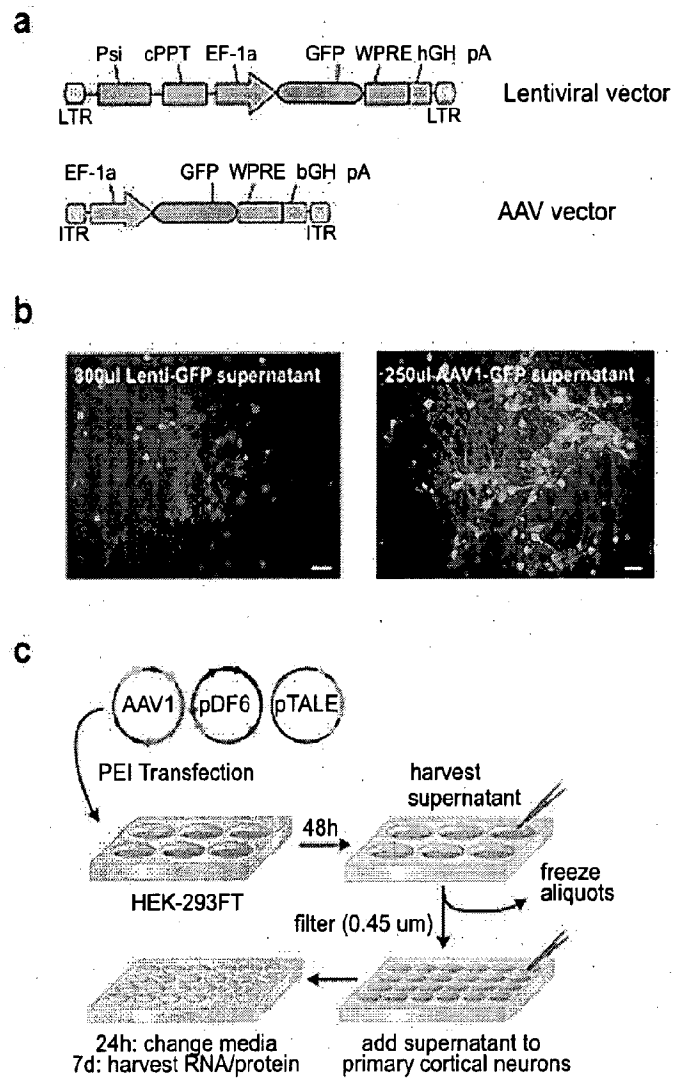 a
Psi cPPT EF-1a GFP WPRE hGH pA
LTR LTR
Lentiviral vector
EF-1a GFP WPRE bGH pA
ITR ITR
AAV vector
b
300ul Lenti-GFP supernatant
250ul AAV1-GFP supernatant
c
AAV1 pDF6 pTALE
PEI Transfection
HEK-293FT
48h
harvest
supernatant
freeze
aliquots
filter (0.45 um)
24h: change media
7d: harvest RNA/protein
add supernatant to
primary cortical neurons